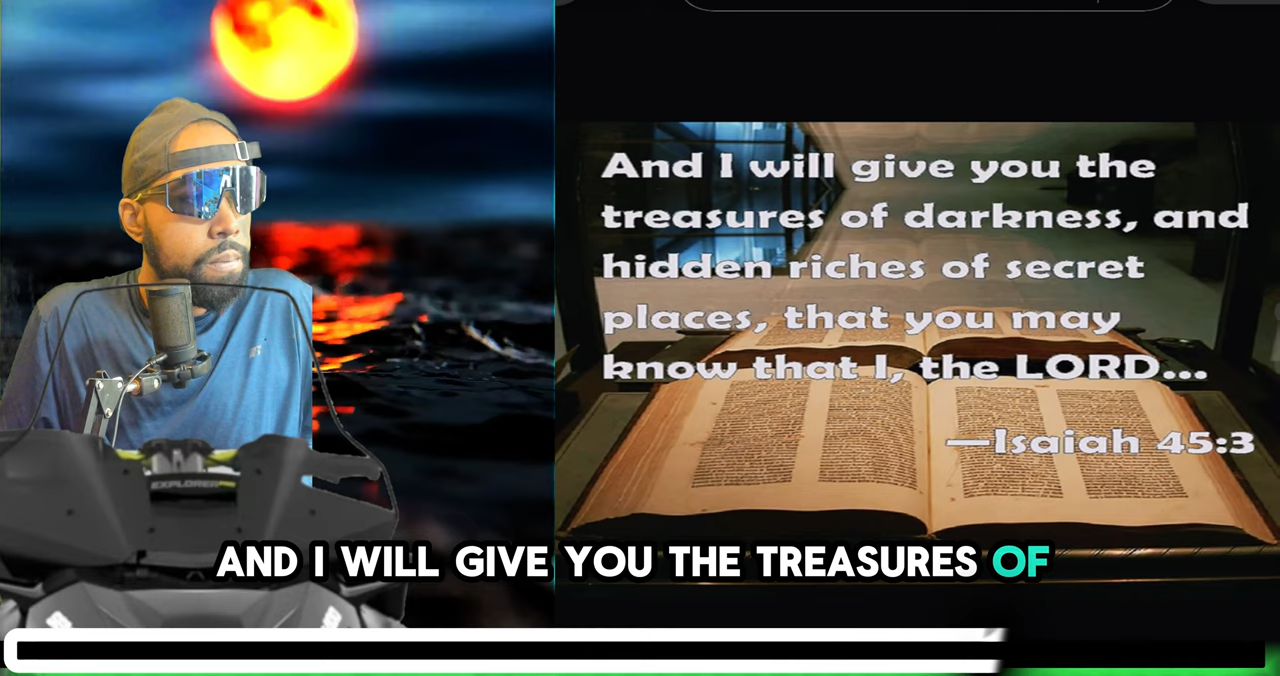 And I will give you the
treasures of darkness, and
hidden riches of secret
places, that you may
know that I, the LORD...
—Isaiah 45:3
EXPLORER
AND I WILL GIVE YOU THE TREASURES OF